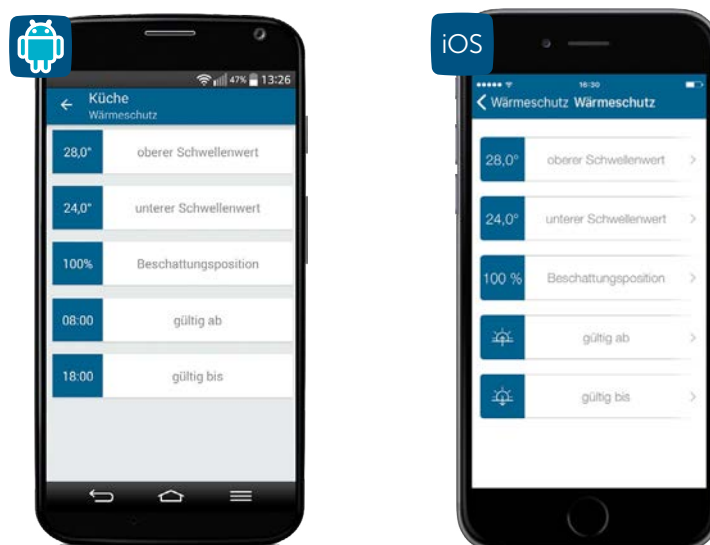 47% 13:26
Küche
Wärmeschutz
28,0°
oberer Schwellenwert
24,0°
unterer Schwellenwert
100%
Beschattungsposition
08:00
gültig ab
18:00
gültig bis
iOS
16:30
Wärmeschutz Wärmeschutz
28,0°
oberer Schwellenwert
24,0°
unterer Schwellenwert
100 %
Beschattungsposition
gültig ab
gültig bis